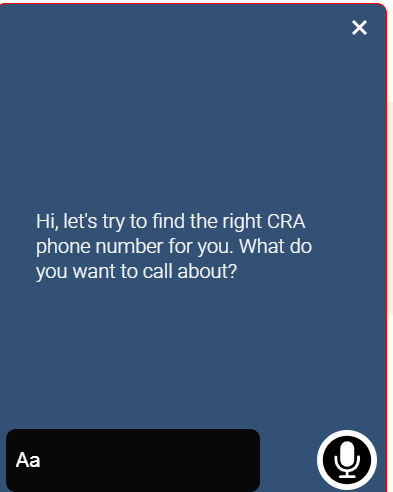 Hi, let's try to find the right CRA
phone number for you. What do
you want to call about?
Aa